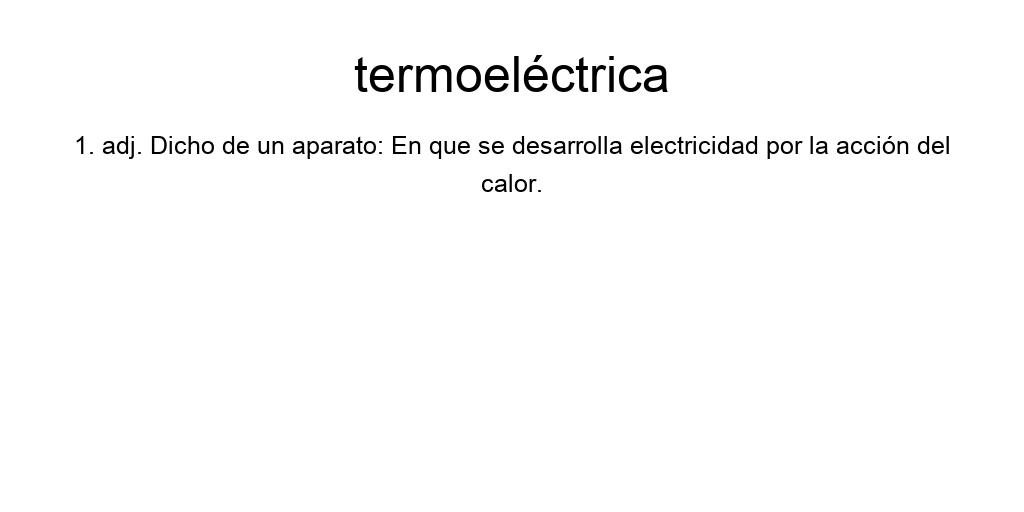 termoeléctrica
1. adj. Dicho de un aparato: En que se desarrolla electricidad por la acción del
calor.